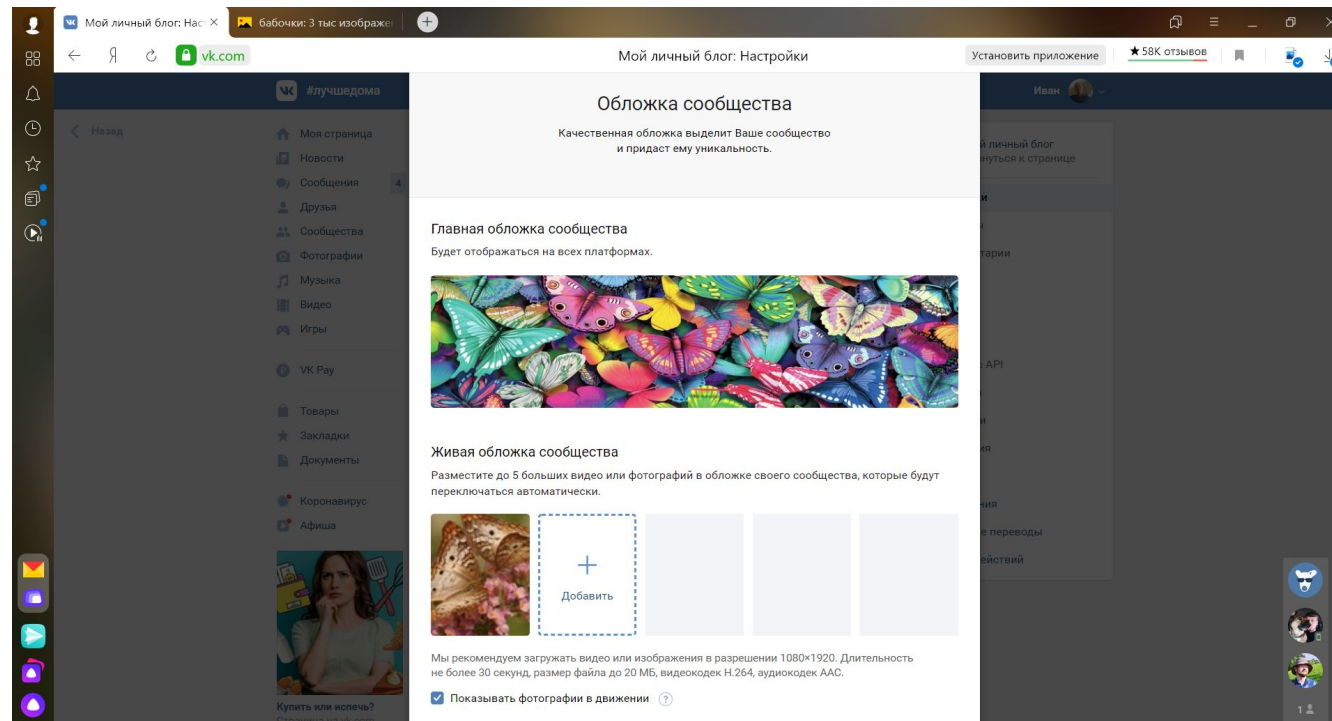 Мой личный блог: Нас
бабочки: 3 тыс изображе
vk.com
Мой личный блог: Настройки
Установить приложение
★ 58К отзывов
#лучшедома
Иван
Назад
Моя страница
Новости
Сообщения 4
Друзья
Сообщества
Фотографии
Музыка
Видео
Игры
VK Pay
Товары
Закладки
Документы
Коронавирус
Афиша
Купить или испечь?
Обложка сообщества
Качественная обложка выделит Ваше сообщество
и придаст ему уникальность.
Главная обложка сообщества
Будет отображаться на всех платформах.
Живая обложка сообщества
Разместите до 5 больших видео или фотографий в обложке своего сообщества, которые будут
переключаться автоматически.
Добавить
Мы рекомендуем загружать видео или изображения в разрешении 1080×1920. Длительность
не более 30 секунд, размер файла до 20 МБ, видеокодек H.264, аудиокодек AAC.
Показывать фотографии в движении
й личный блог
нуться к странице
и
тарии
API
и
ия
ния
е переводы
ействий
1